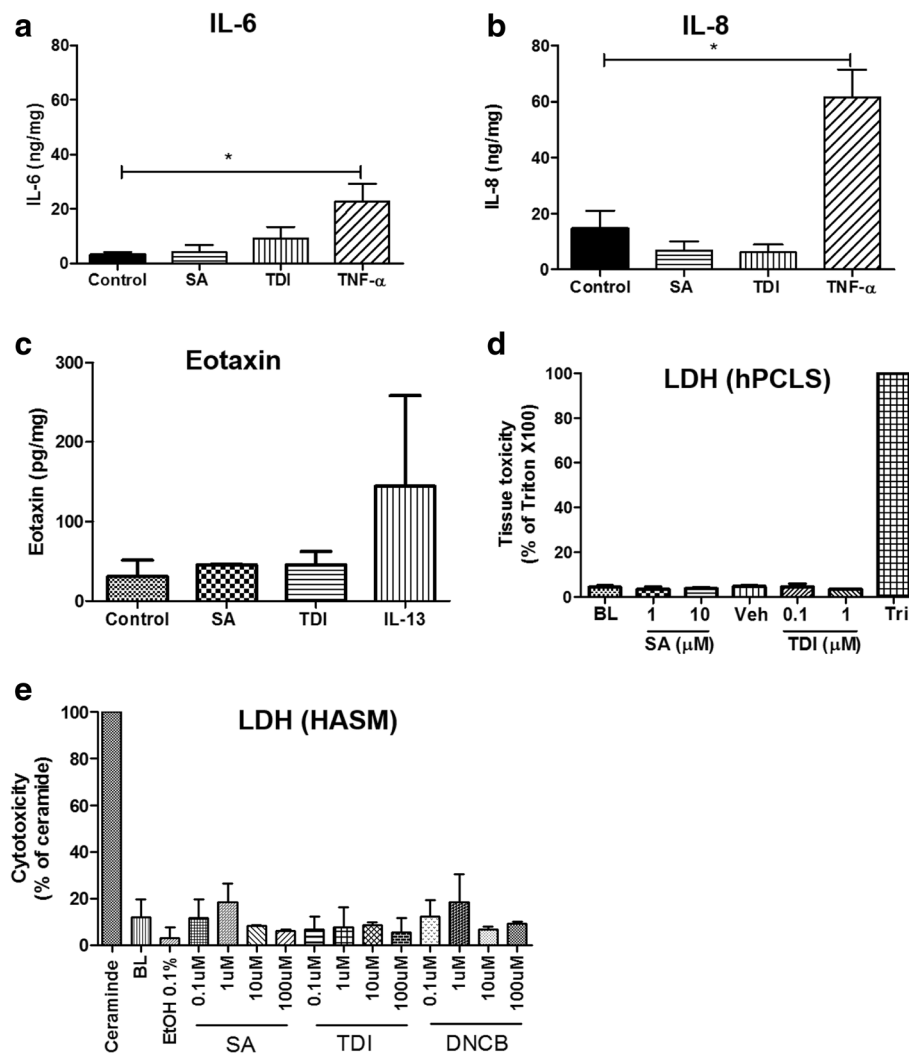 a
IL-6
IL-6 (ng/mg)
80
60
40
20
0
*
Control SA TDI TNF-α
b
IL-8
IL-8 (ng/mg)
80
60
40
20
0
*
Control SA TDI TNF-α
c
Eotaxin
Eotaxin (pg/mg)
300
200
100
0
Control SA TDI IL-13
d
LDH (hPCLS)
Tissue toxicity
(% of Triton X100)
100
80
60
40
20
0
BL 1 10 Veh 0.1 1 Tri
SA (μM) TDI (μM)
e
LDH (HASM)
Cytotoxicity
(% of ceramide)
100
80
60
40
20
0
Ceraminde
BL
EtOH 0.1%
0.1uM
1uM
10uM
100uM
0.1uM
1uM
10uM
100uM
0.1uM
1uM
10uM
100uM
SA TDI DNCB